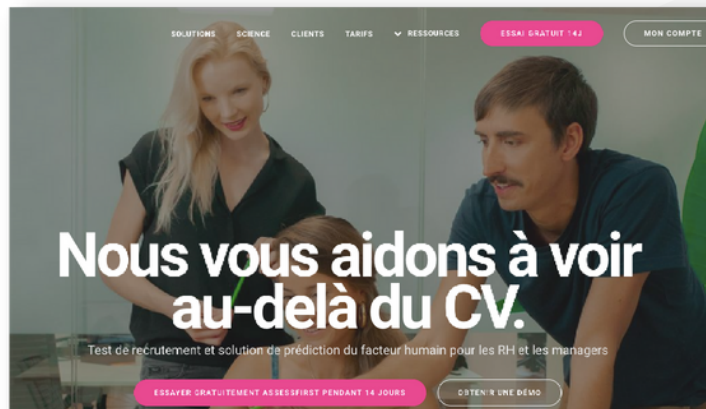 SOLUTIONS SCIENCE CLIENTS TARIFS RESSOURCES ESSAI GRATUIT 14J MON COMPTE
Nous vous aidons à voir
au-delà du CV.
Test de recrutement et solution de prédiction du facteur humain pour les RH et les managers
ESSAYER GRATUITEMENT ASSESSFIRST PENDANT 14 JOURS OBTENIR UNE DÉMO